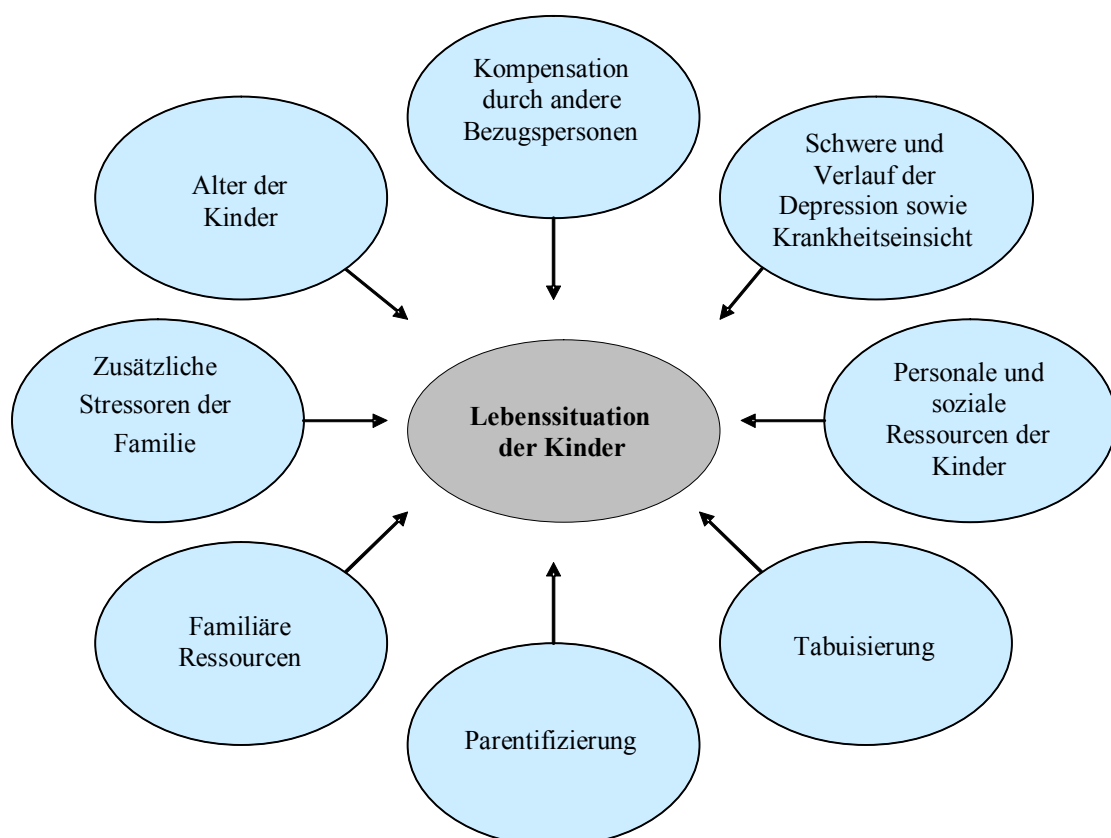 Kompensation
durch andere
Bezugspersonen
Schwere und
Verlauf der
Depression sowie
Krankheitseinsicht
Alter der
Kinder
Zusätzliche
Stressoren der
Familie
Lebenssituation
der Kinder
Personale und
soziale
Ressourcen der
Kinder
Familiäre
Ressourcen
Tabuisierung
Parentifizierung